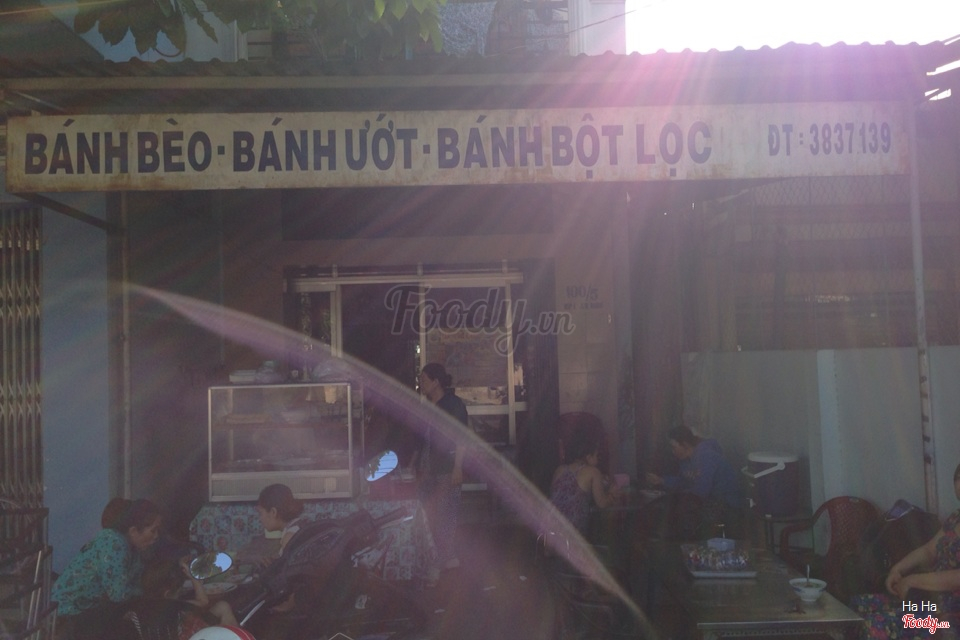 BÁNH BÈO · BÁNH ƯỚT · BÁNH BỘT LỌC ĐT : 3837139
Foody.vn
Ha Ha
Foody.vn